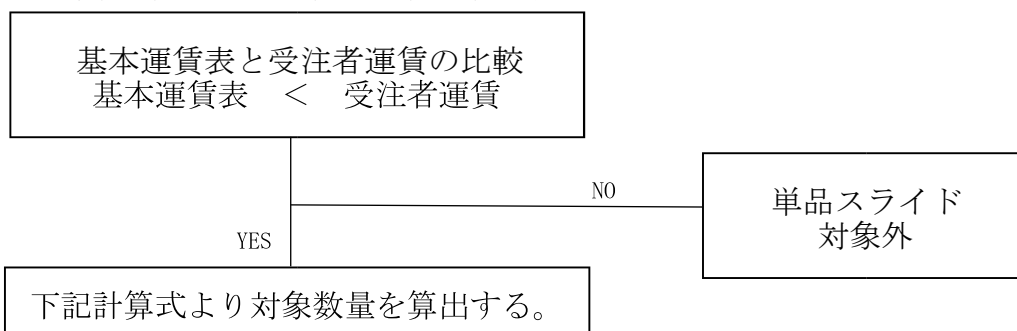 基本運賃表と受注者運賃の比較
基本運賃表　＜　受注者運賃
NO
単品スライド
対象外
YES
下記計算式より対象数量を算出する。